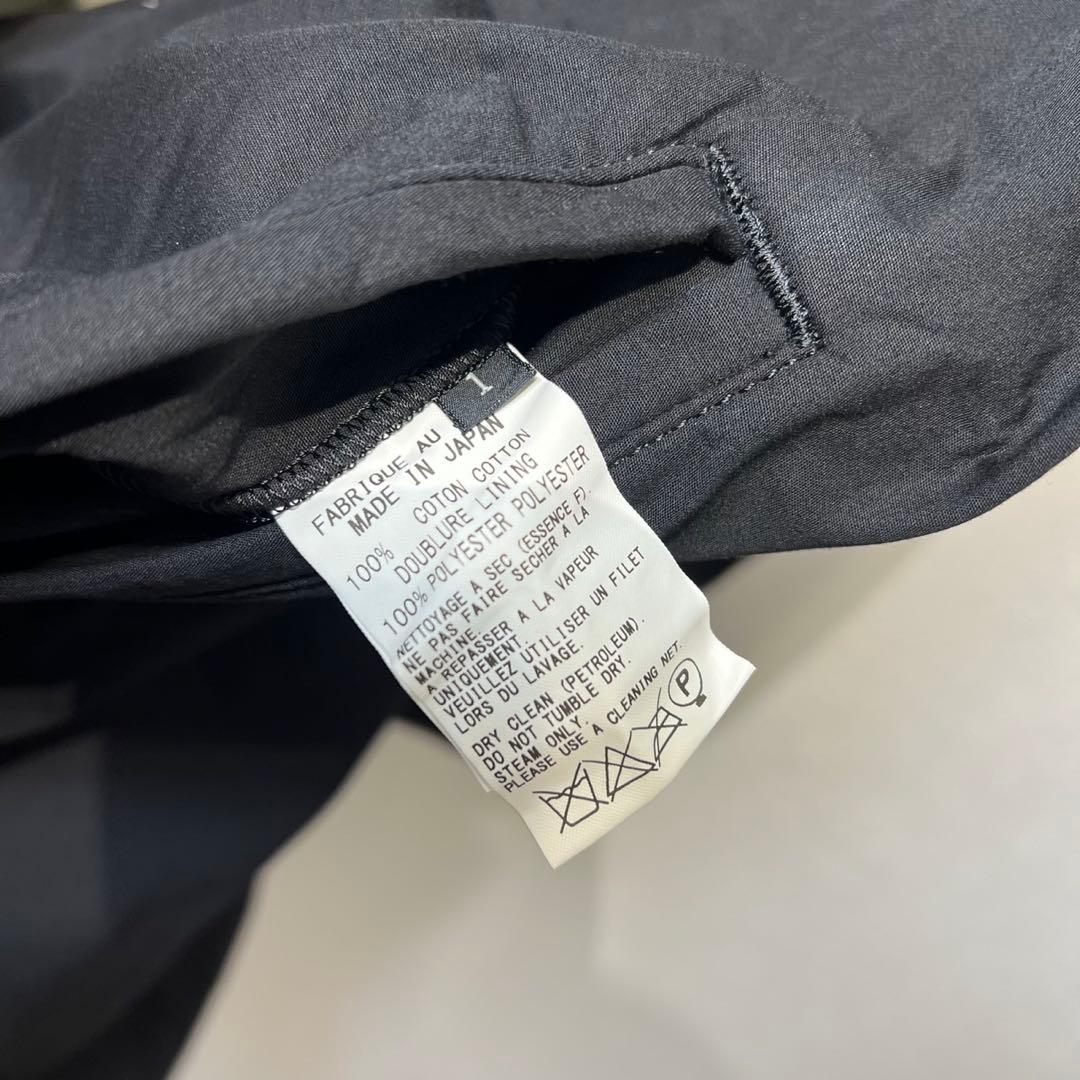 1
FABRIQUE AU
MADE IN JAPAN
100% COTON COTTON
DOUBLURE LINING
100% POLYESTER POLYESTER
NETTOYAGE A SEC (ESSENCE F).
NE PAS FAIRE SECHER A LA
MACHINE.
A REPASSER A LA VAPEUR
UNIQUEMENT.
VEUILLEZ UTILISER UN FILET
LORS DU LAVAGE.
DRY CLEAN (PETROLEUM).
DO NOT TUMBLE DRY.
STEAM ONLY.
PLEASE USE A CLEANING NET.
P